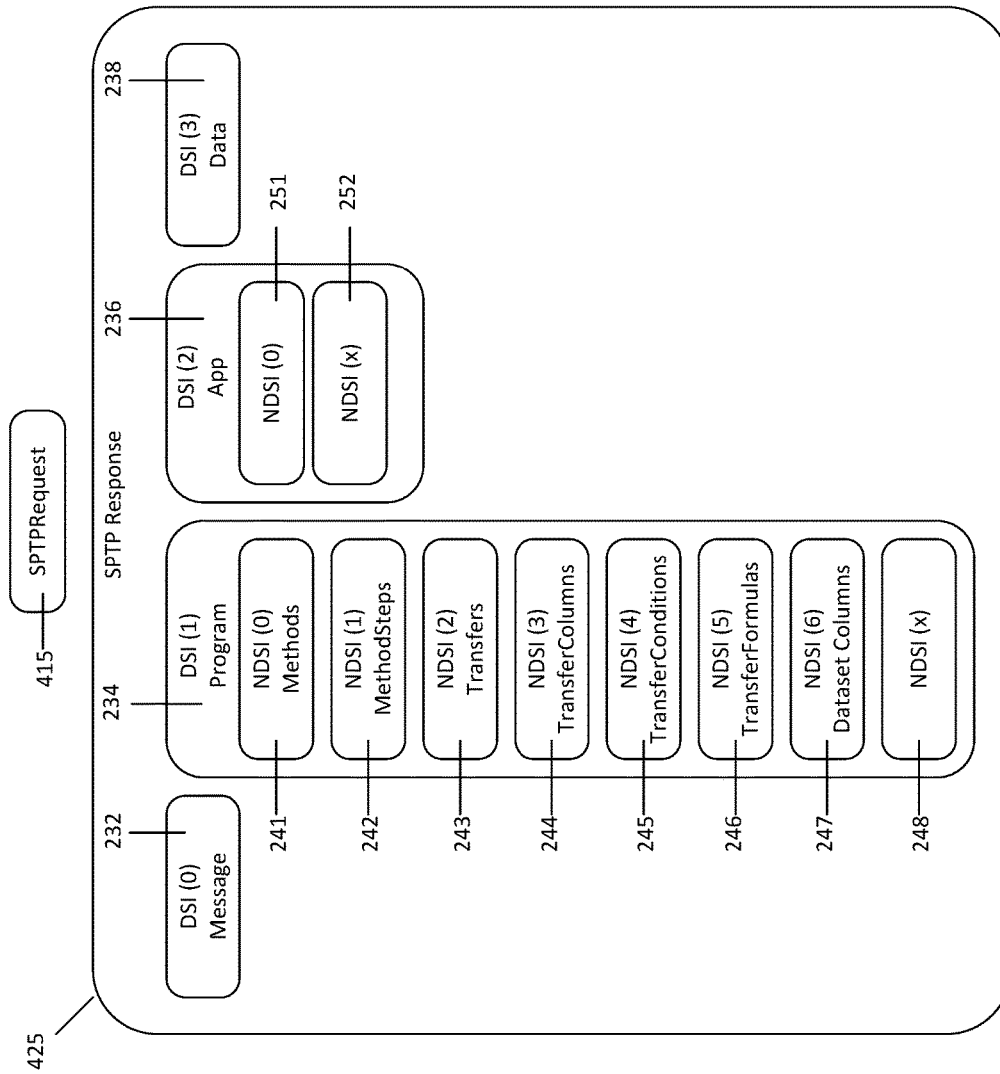 415
SPTPRequest
425
SPTP Response
232
234
236
238
DSI (0)
Message
DSI (1)
Program
DSI (2)
App
DSI (3)
Data
241
NDSI (0)
Methods
242
NDSI (1)
MethodSteps
243
NDSI (2)
Transfers
244
NDSI (3)
TransferColumns
245
NDSI (4)
TransferConditions
246
NDSI (5)
TransferFormulas
247
NDSI (6)
Dataset Columns
248
NDSI (x)
NDSI (0)
251
NDSI (x)
252